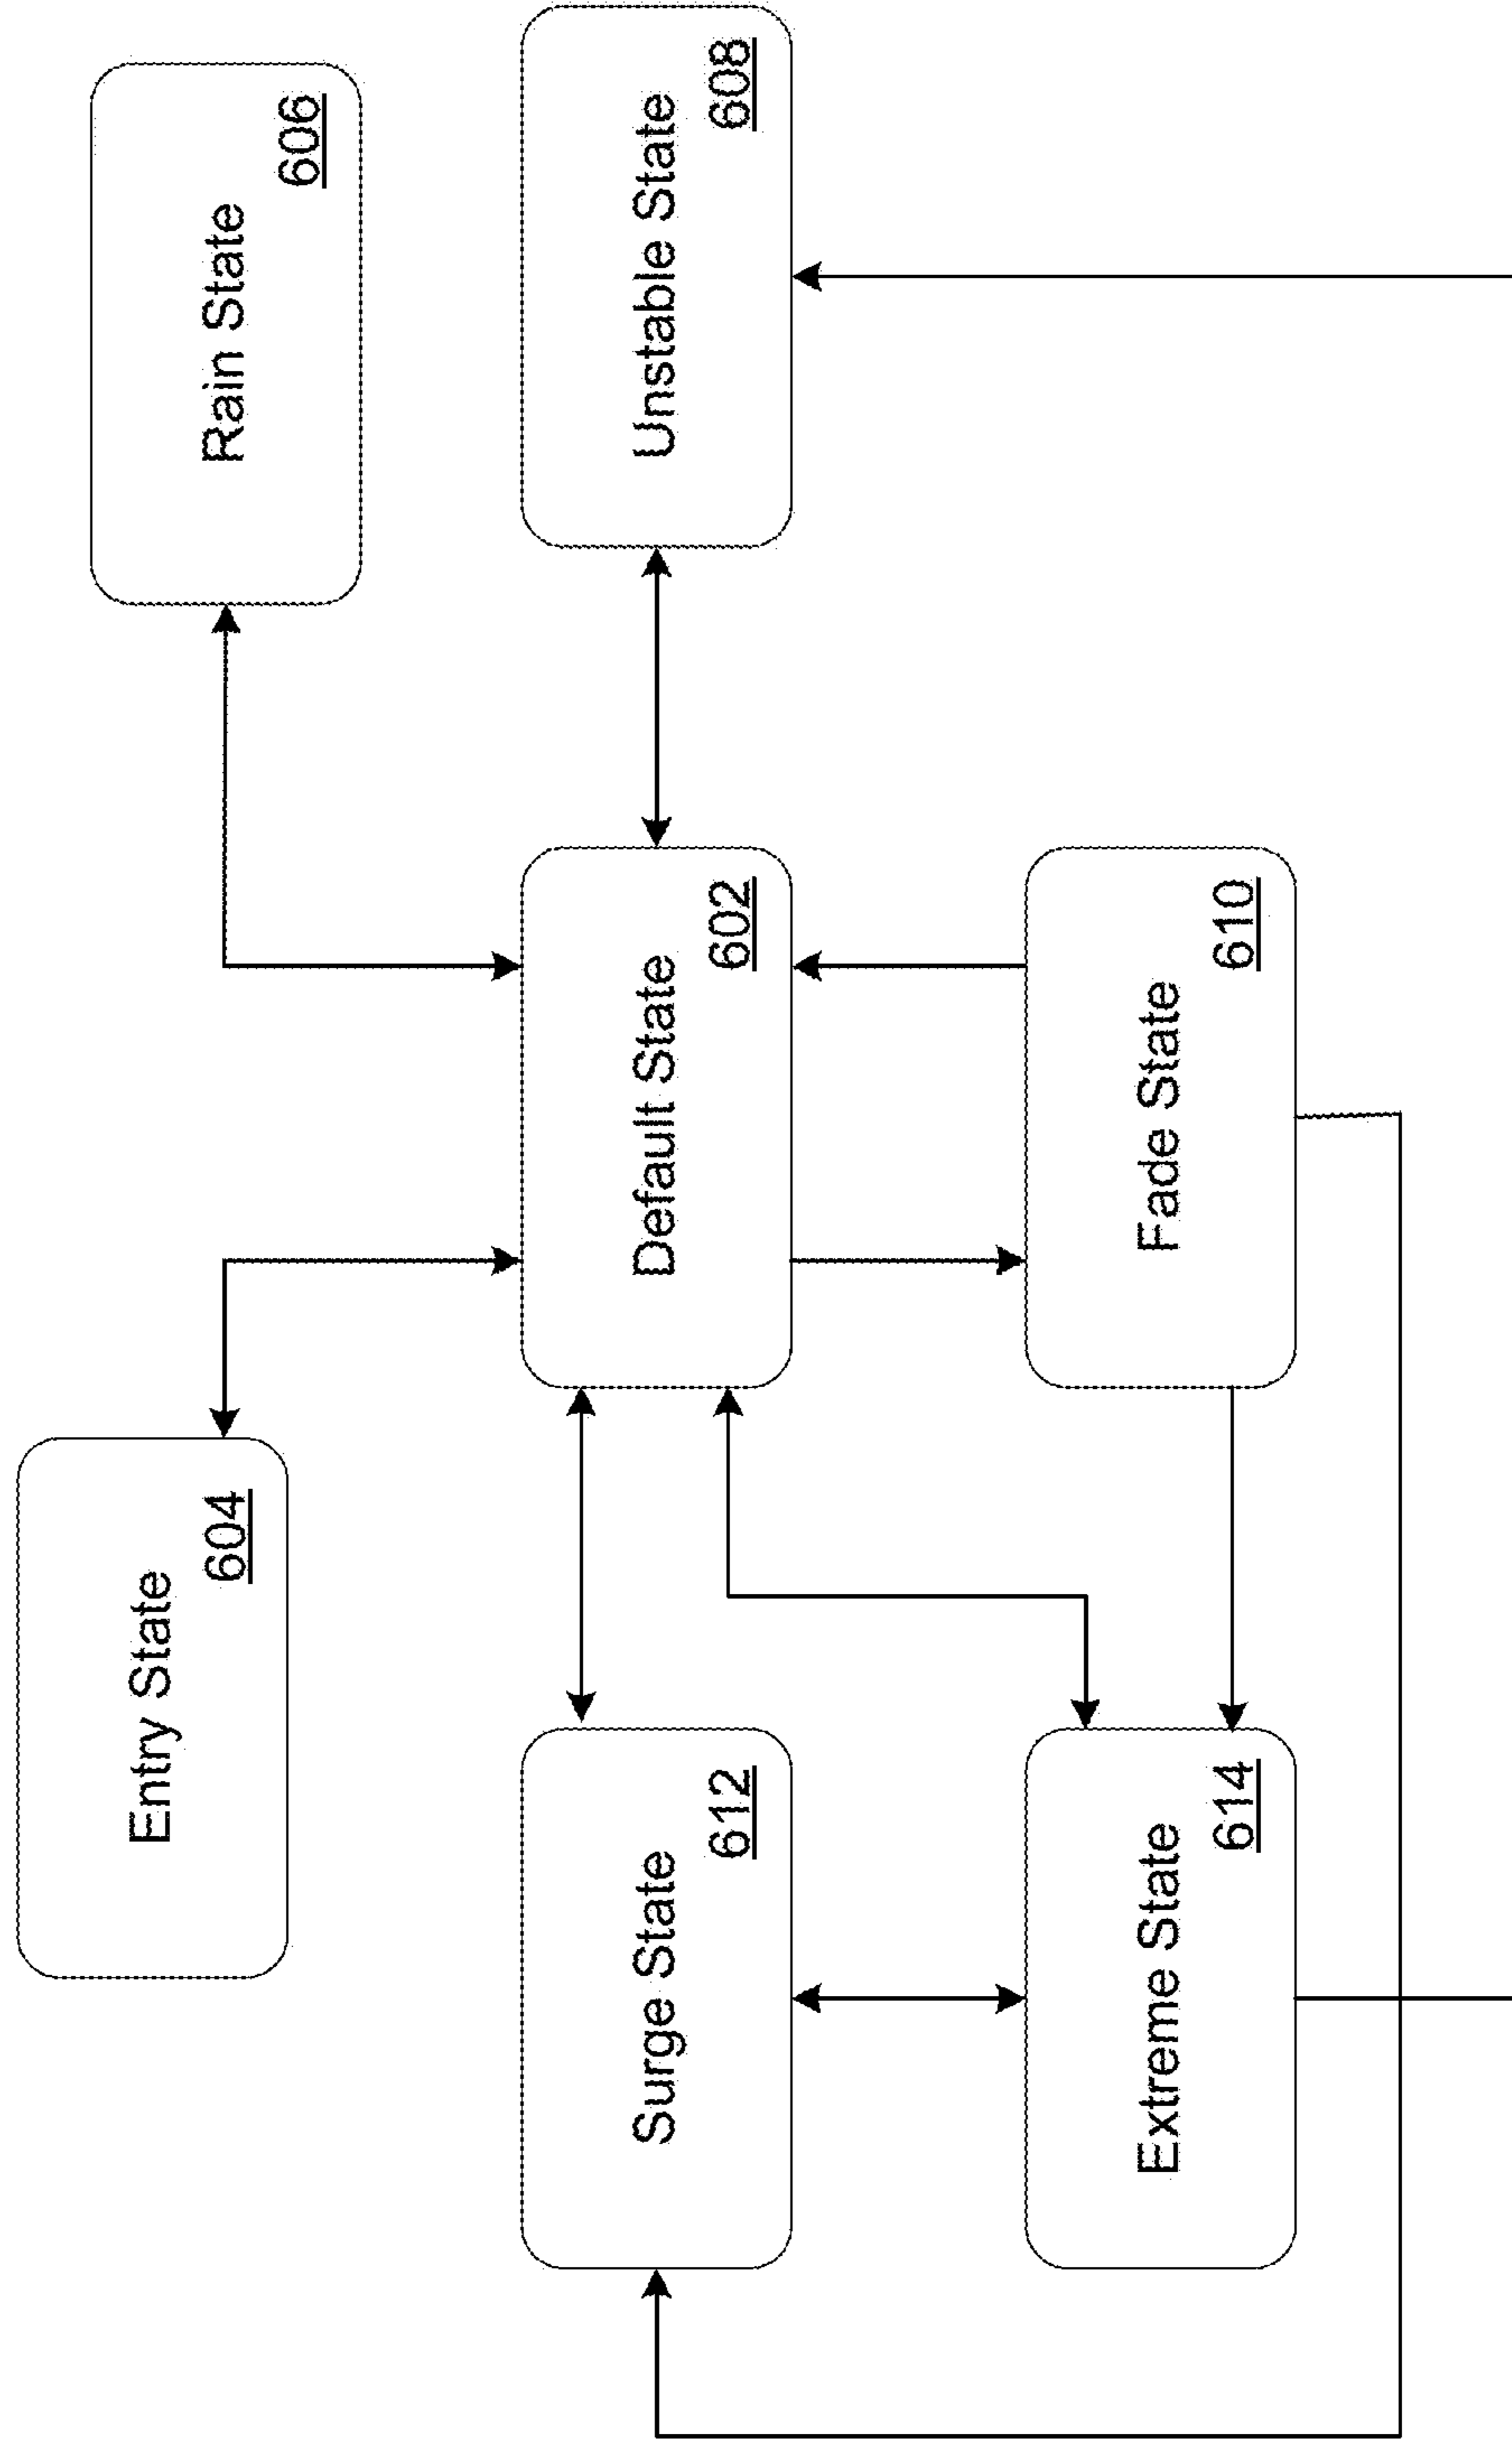 Entry State
604
Rain State
606
Surge State
612
Default State
602
Unstable State
608
Extreme State
614
Fade State
610